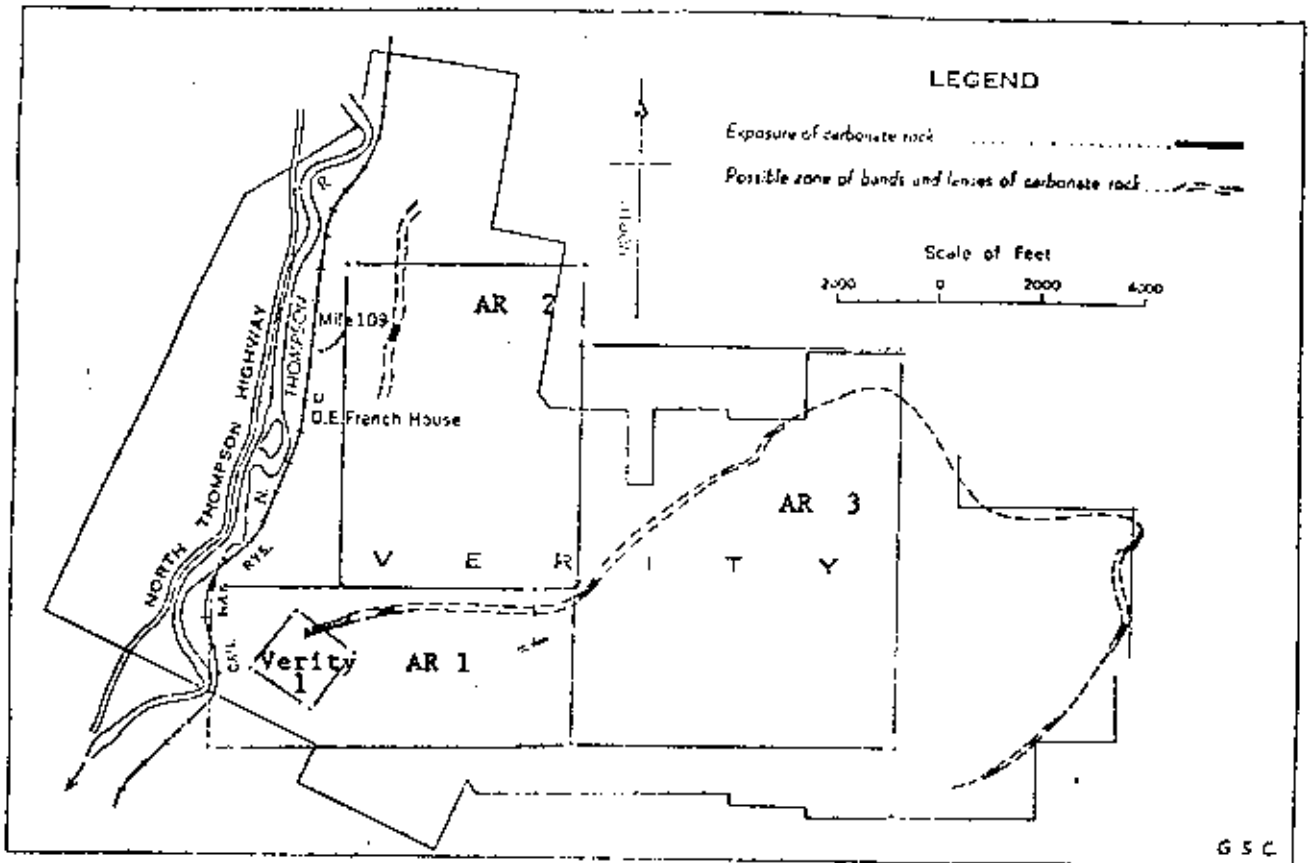 LEGEND
Exposure of carbonate rock
Possible zone of bands and lenses of carbonate rock
Scale of Feet
2000 0 2000 4000
NORTH
R.
AR 2
Mile 109
THOMPSON
NORTH THOMPSON HIGHWAY
D.E. French House
N.
AR 3
V E R I T Y
RYS.
NAT.
CAN.
Verity
1
AR 1
G S C